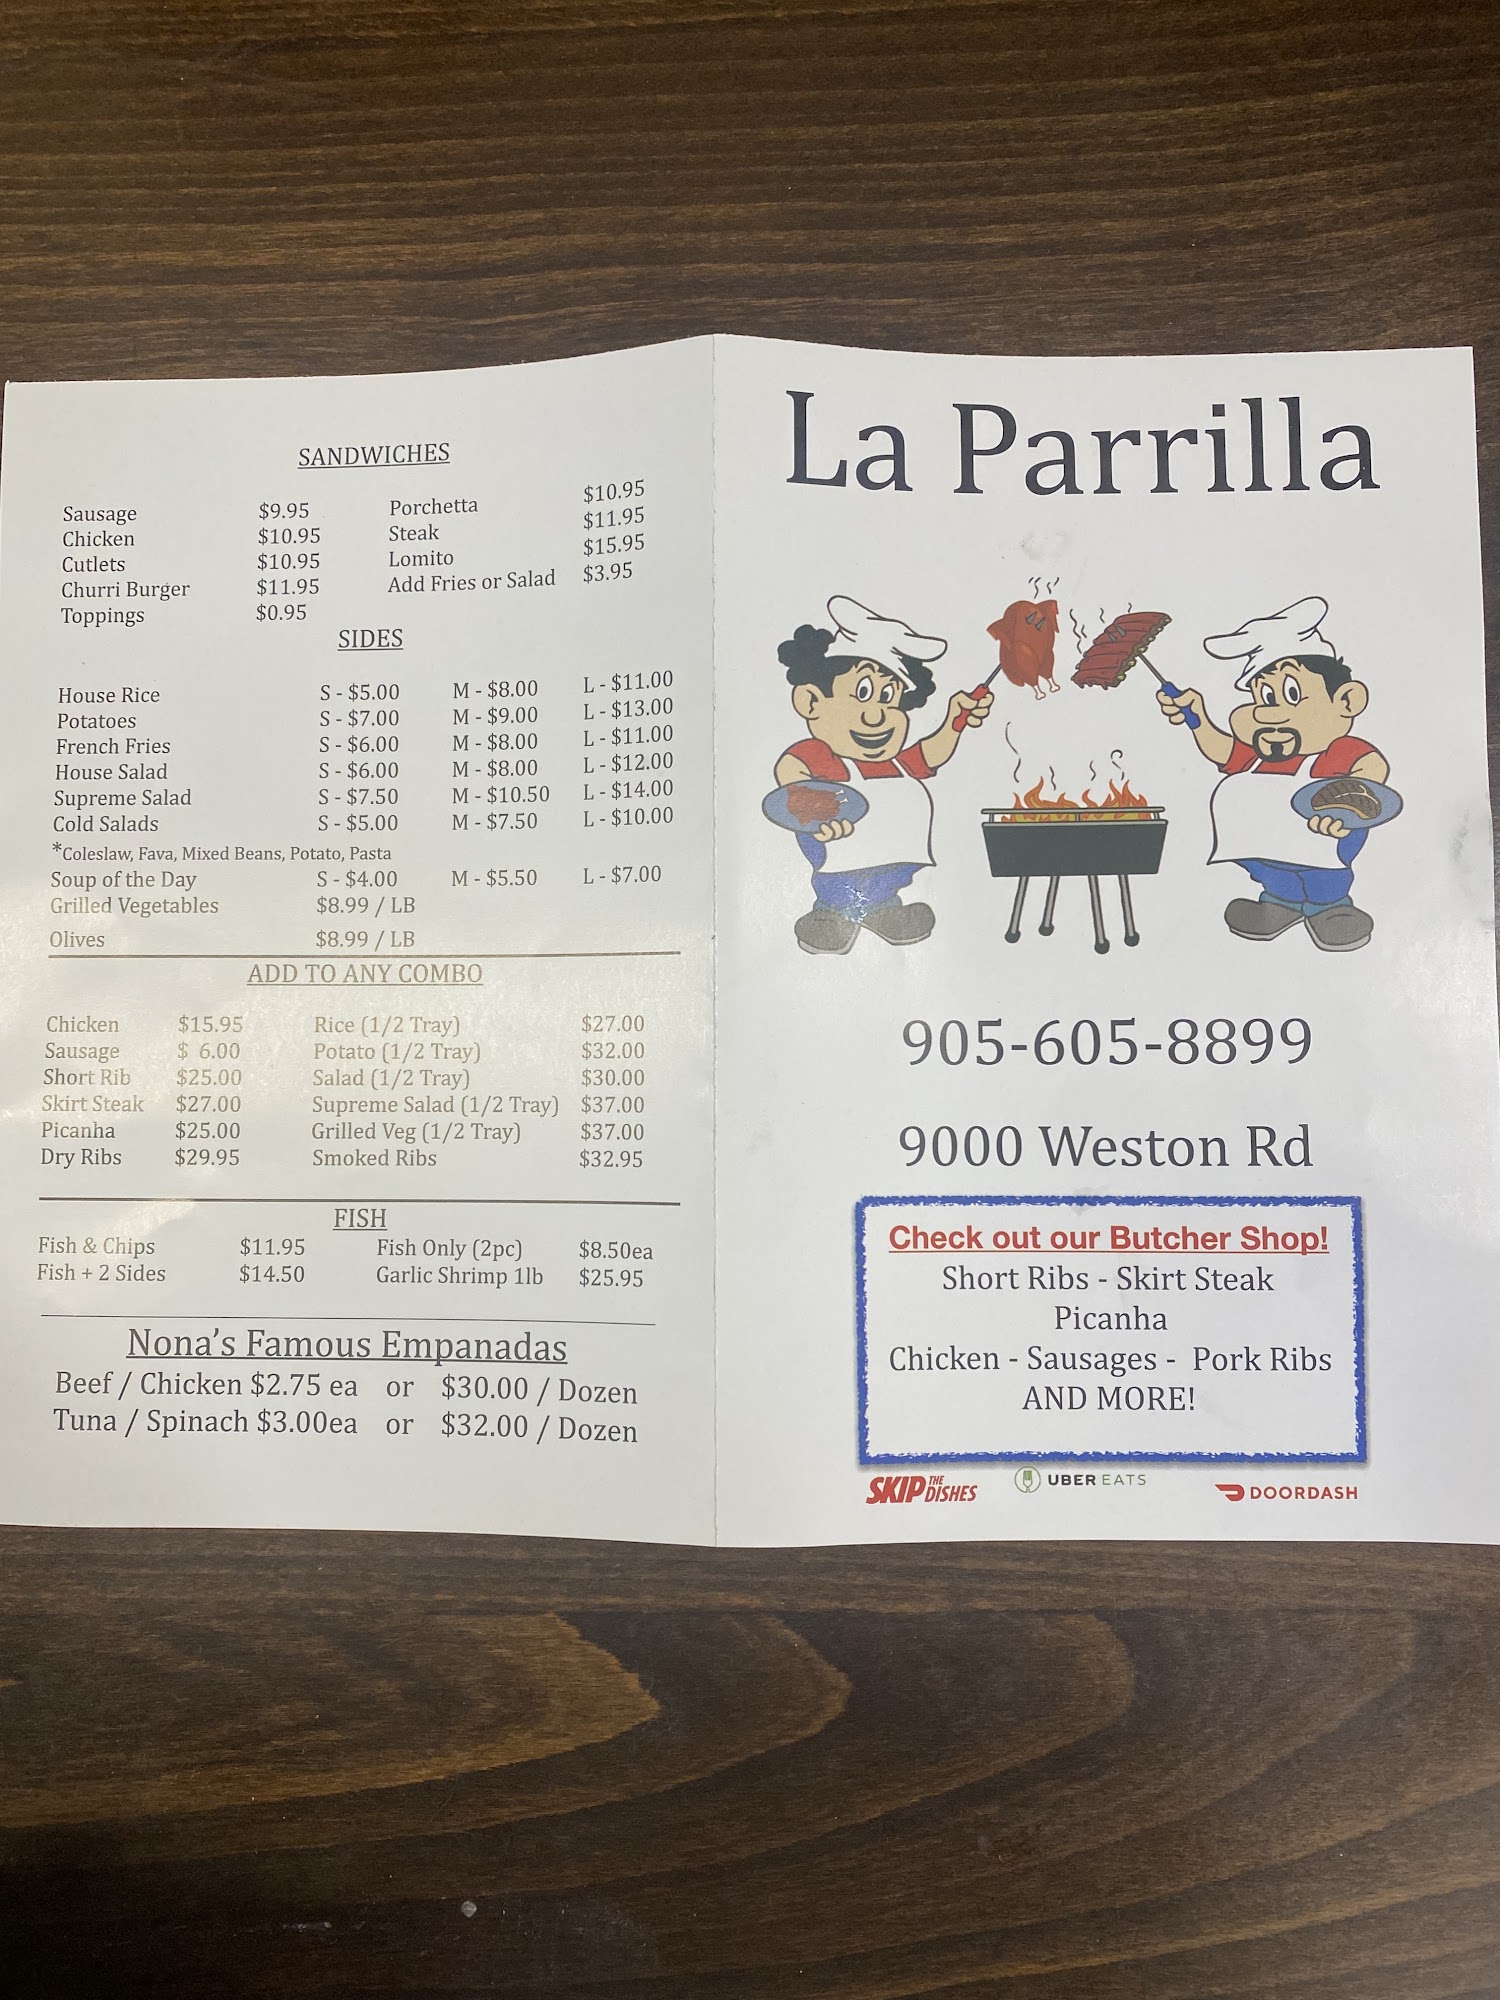 SANDWICHES
Sausage $9.95 Porchetta $10.95
Chicken $10.95 Steak $11.95
Cutlets $10.95 Lomito $15.95
Churri Burger $11.95 Add Fries or Salad $3.95
Toppings $0.95
SIDES
House Rice S - $5.00 M - $8.00 L - $11.00
Potatoes S - $7.00 M - $9.00 L - $13.00
French Fries S - $6.00 M - $8.00 L - $11.00
House Salad S - $6.00 M - $8.00 L - $12.00
Supreme Salad S - $7.50 M - $10.50 L - $14.00
Cold Salads S - $5.00 M - $7.50 L - $10.00
*Coleslaw, Fava, Mixed Beans, Potato, Pasta
Soup of the Day S - $4.00 M - $5.50 L - $7.00
Grilled Vegetables $8.99 / LB
Olives $8.99 / LB
ADD TO ANY COMBO
Chicken $15.95 Rice (1/2 Tray) $27.00
Sausage $ 6.00 Potato (1/2 Tray) $32.00
Short Rib $25.00 Salad (1/2 Tray) $30.00
Skirt Steak $27.00 Supreme Salad (1/2 Tray) $37.00
Picanha $25.00 Grilled Veg (1/2 Tray) $37.00
Dry Ribs $29.95 Smoked Ribs $32.95
FISH
Fish & Chips $11.95 Fish Only (2pc) $8.50ea
Fish + 2 Sides $14.50 Garlic Shrimp 1lb $25.95
Nona's Famous Empanadas
Beef / Chicken $2.75 ea or $30.00 / Dozen
Tuna / Spinach $3.00ea or $32.00 / Dozen
La Parrilla
905-605-8899
9000 Weston Rd
Check out our Butcher Shop!
Short Ribs - Skirt Steak
Picanha
Chicken - Sausages - Pork Ribs
AND MORE!
SKIP THE DISHES UBER EATS DOORDASH